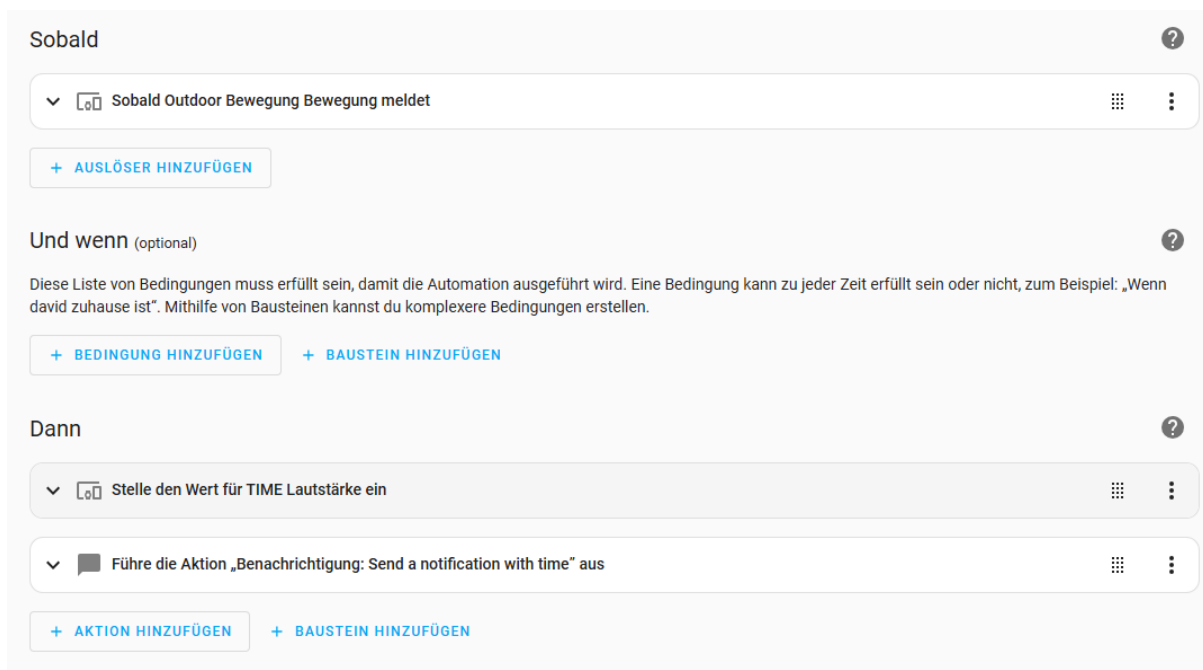 Sobald
Sobald Outdoor Bewegung Bewegung meldet
+ AUSLÖSER HINZUFÜGEN
Und wenn (optional)
Diese Liste von Bedingungen muss erfüllt sein, damit die Automation ausgeführt wird. Eine Bedingung kann zu jeder Zeit erfüllt sein oder nicht, zum Beispiel: „Wenn
david zuhause ist“. Mithilfe von Bausteinen kannst du komplexere Bedingungen erstellen.
+ BEDINGUNG HINZUFÜGEN + BAUSTEIN HINZUFÜGEN
Dann
Stelle den Wert für TIME Lautstärke ein
Führe die Aktion „Benachrichtigung: Send a notification with time“ aus
+ AKTION HINZUFÜGEN + BAUSTEIN HINZUFÜGEN